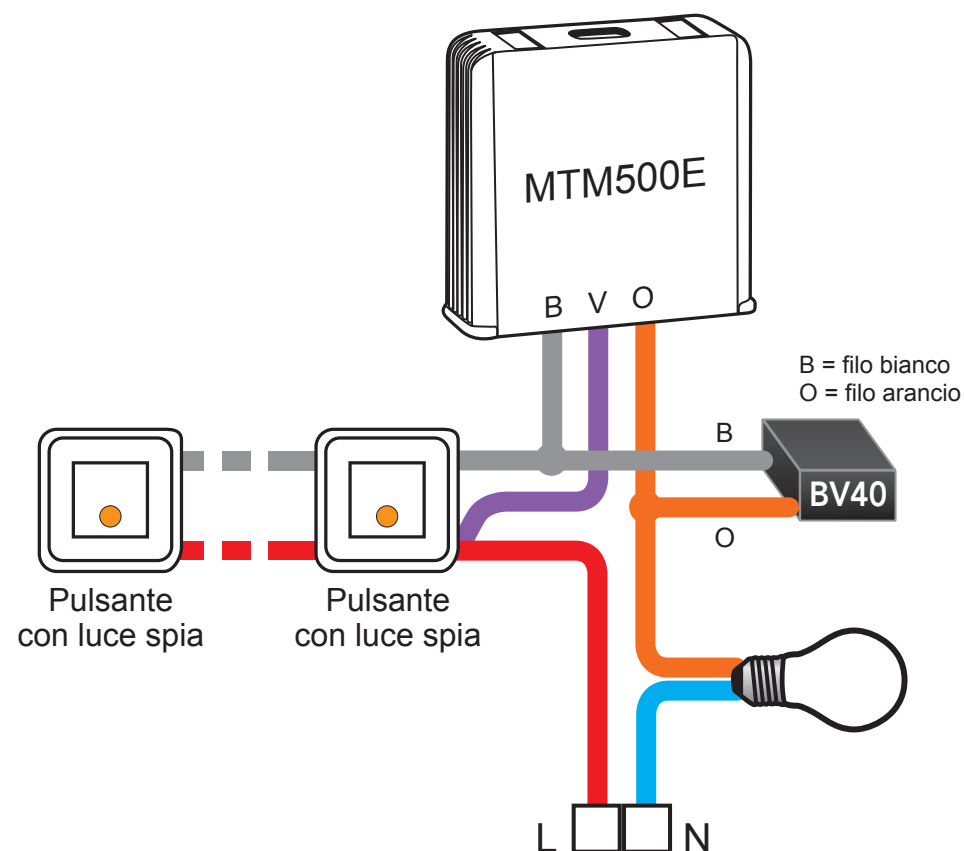 MTM500E
B V O
B = filo bianco
O = filo arancio
B
BV40
O
Pulsante
con luce spia
Pulsante
con luce spia
L N